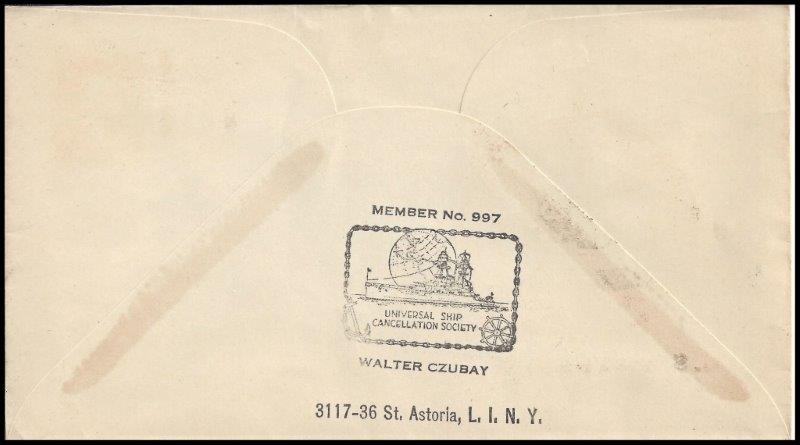 MEMBER No. 997
UNIVERSAL SHIP
CANCELLATION SOCIETY
WALTER CZUBAY
3117-36 St. Astoria, L. I. N. Y.